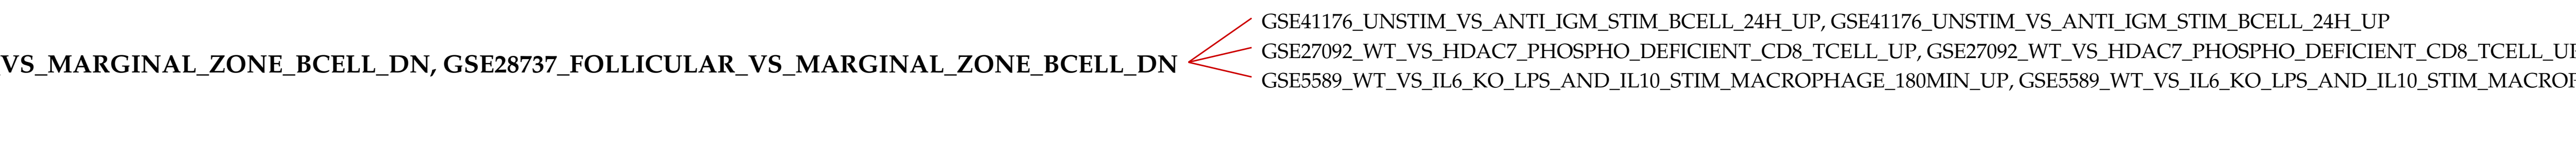 VS_MARGINAL_ZONE_BCELL_DN, GSE28737_FOLLICULAR_VS_MARGINAL_ZONE_BCELL_DN
GSE41176_UNSTIM_VS_ANTI_IGM_STIM_BCELL_24H_UP, GSE41176_UNSTIM_VS_ANTI_IGM_STIM_BCELL_24H_UP
GSE27092_WT_VS_HDAC7_PHOSPHO_DEFICIENT_CD8_TCELL_UP, GSE27092_WT_VS_HDAC7_PHOSPHO_DEFICIENT_CD8_TCELL_UP
GSE5589_WT_VS_IL6_KO_LPS_AND_IL10_STIM_MACROPHAGE_180MIN_UP, GSE5589_WT_VS_IL6_KO_LPS_AND_IL10_STIM_MACROP